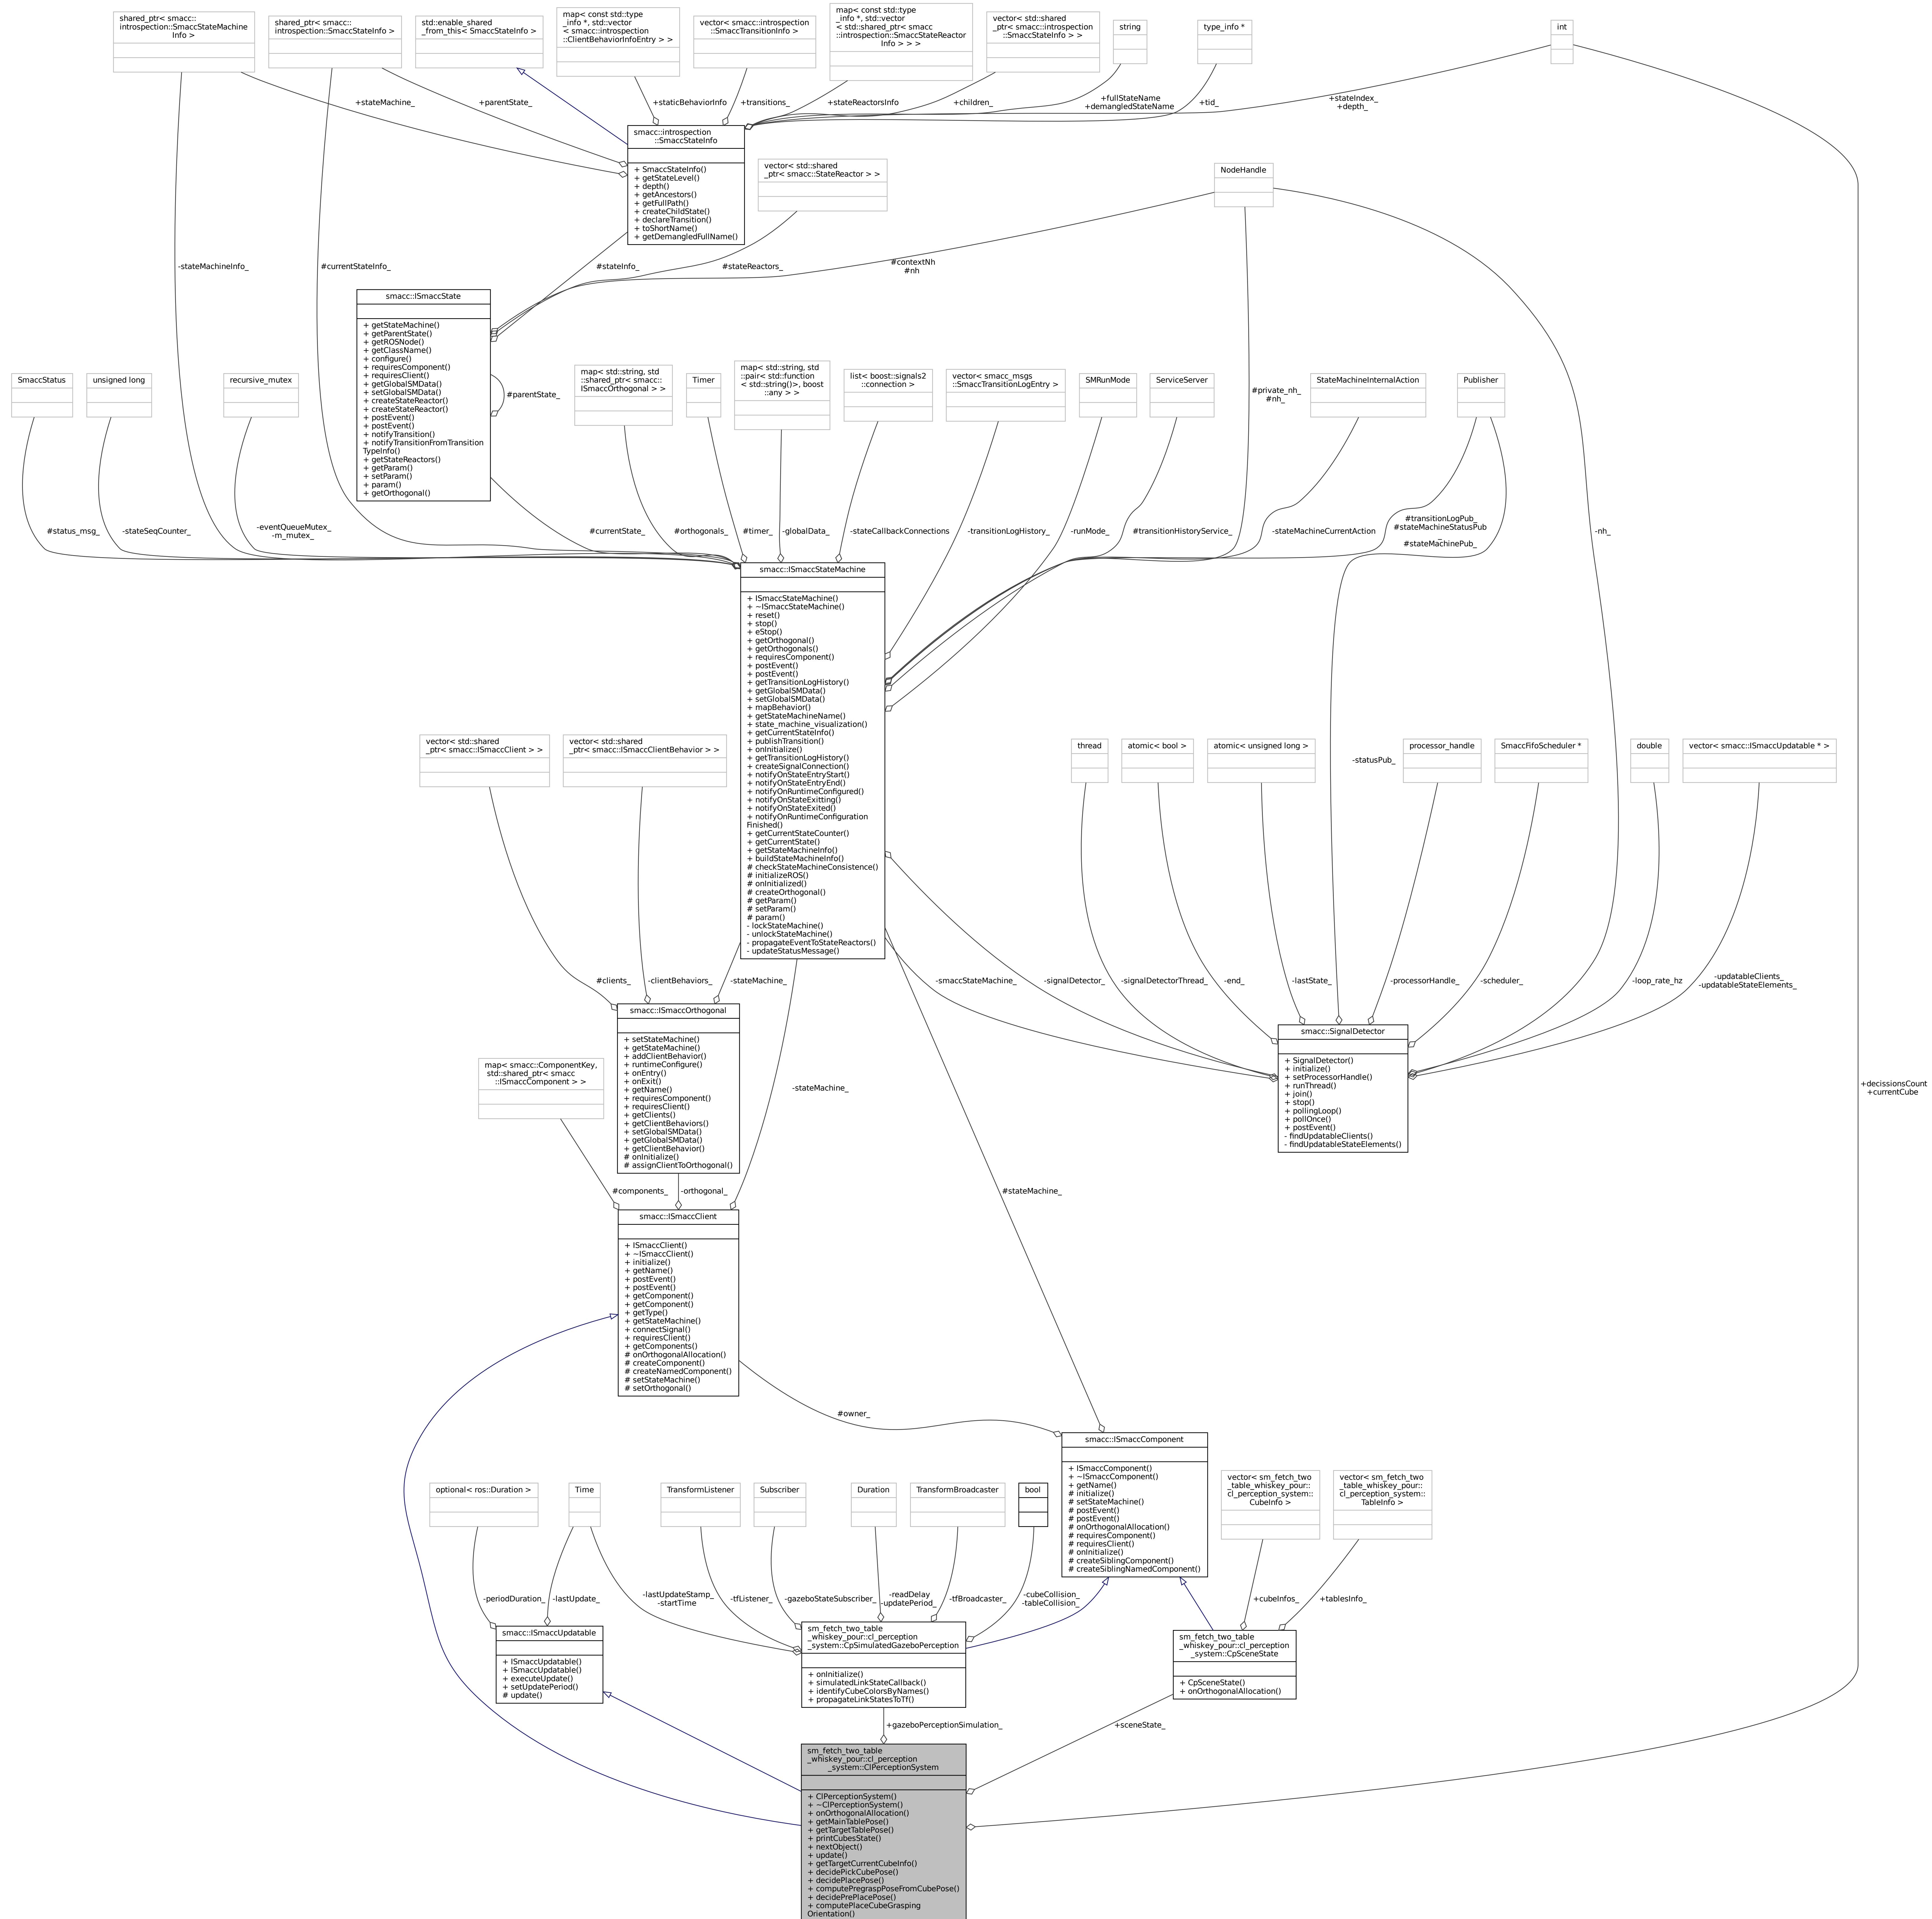 shared_ptr< smacc::
introspection::SmaccStateMachine
Info >
shared_ptr< smacc::
introspection::SmaccStateInfo >
std::enable_shared
_from_this< SmaccStateInfo >
map< const std::type
_info *, std::vector
< smacc::introspection
::ClientBehaviorInfoEntry > >
vector< smacc::introspection
::SmaccTransitionInfo >
map< const std::type
_info *, std::vector
< std::shared_ptr< smacc
::introspection::SmaccStateReactor
Info > > >
vector< std::shared
_ptr< smacc::introspection
::SmaccStateInfo > >
string
type_info *
int
+stateMachine_
+parentState_
+staticBehaviorInfo
+transitions_
+stateReactorsInfo
+children_
+fullStateName
+demangledStateName
+tid_
+stateIndex_
+depth_
smacc::introspection
::SmaccStateInfo
+ SmaccStateInfo()
+ getStateLevel()
+ depth()
+ getAncestors()
+ getFullPath()
+ createChildState()
+ declareTransition()
+ toShortName()
+ getDemangledFullName()
vector< std::shared
_ptr< smacc::StateReactor > >
NodeHandle
-stateMachineInfo_
#currentStateInfo_
#stateInfo_
#stateReactors_
#contextNh
#nh
smacc::ISmaccState
+ getStateMachine()
+ getParentState()
+ getROSNode()
+ getClassName()
+ configure()
+ requiresComponent()
+ requiresClient()
+ getGlobalSMData()
+ setGlobalSMData()
+ createStateReactor()
+ createStateReactor()
+ postEvent()
+ postEvent()
+ notifyTransition()
+ notifyTransitionFromTransition
TypeInfo()
+ getStateReactors()
+ getParam()
+ setParam()
+ param()
+ getOrthogonal()
#parentState_
SmaccStatus
unsigned long
recursive_mutex
map< std::string, std
::shared_ptr< smacc::
ISmaccOrthogonal > >
Timer
map< std::string, std
::pair< std::function
< std::string()>, boost
::any > >
list< boost::signals2
::connection >
vector< smacc_msgs
::SmaccTransitionLogEntry >
SMRunMode
ServiceServer
#private_nh_
#nh_
StateMachineInternalAction
Publisher
#status_msg_
-stateSeqCounter_
-eventQueueMutex_
-m_mutex_
#currentState_
#orthogonals_
#timer_
-globalData_
-stateCallbackConnections
-transitionLogHistory_
-runMode_
#transitionHistoryService_
-stateMachineCurrentAction
#transitionLogPub_
#stateMachineStatusPub
_
#stateMachinePub_
-nh_
smacc::ISmaccStateMachine
+ ISmaccStateMachine()
+ ~ISmaccStateMachine()
+ reset()
+ stop()
+ eStop()
+ getOrthogonal()
+ getOrthogonals()
+ requiresComponent()
+ postEvent()
+ postEvent()
+ getTransitionLogHistory()
+ getGlobalSMData()
+ setGlobalSMData()
+ mapBehavior()
+ getStateMachineName()
+ state_machine_visualization()
+ getCurrentStateInfo()
+ publishTransition()
+ onInitialize()
+ getTransitionLogHistory()
+ createSignalConnection()
+ notifyOnStateEntryStart()
+ notifyOnStateEntryEnd()
+ notifyOnRuntimeConfigured()
+ notifyOnStateExitting()
+ notifyOnStateExited()
+ notifyOnRuntimeConfiguration
Finished()
+ getCurrentStateCounter()
+ getCurrentState()
+ getStateMachineInfo()
+ buildStateMachineInfo()
# checkStateMachineConsistence()
# initializeROS()
# onInitialized()
# createOrthogonal()
# getParam()
# setParam()
# param()
- lockStateMachine()
- unlockStateMachine()
- propagateEventToStateReactors()
- updateStatusMessage()
vector< std::shared
_ptr< smacc::ISmaccClient > >
vector< std::shared
_ptr< smacc::ISmaccClientBehavior > >
thread
atomic< bool >
atomic< unsigned long >
-statusPub_
processor_handle
SmaccFifoScheduler *
double
vector< smacc::ISmaccUpdatable * >
#clients_
-clientBehaviors_
-stateMachine_
-smaccStateMachine_
-signalDetector_
-signalDetectorThread_
-end_
-lastState_
-processorHandle_
-scheduler_
-loop_rate_hz
-updatableClients_
-updatableStateElements_
smacc::ISmaccOrthogonal
+ setStateMachine()
+ getStateMachine()
+ addClientBehavior()
+ runtimeConfigure()
+ onEntry()
+ onExit()
+ getName()
+ requiresComponent()
+ requiresClient()
+ getClients()
+ getClientBehaviors()
+ setGlobalSMData()
+ getGlobalSMData()
+ getClientBehavior()
# onInitialize()
# assignClientToOrthogonal()
smacc::SignalDetector
+ SignalDetector()
+ initialize()
+ setProcessorHandle()
+ runThread()
+ join()
+ stop()
+ pollingLoop()
+ pollOnce()
+ postEvent()
- findUpdatableClients()
- findUpdatableStateElements()
map< smacc::ComponentKey,
std::shared_ptr< smacc
::ISmaccComponent > >
-stateMachine_
+decissionsCount
+currentCube
#components_
-orthogonal_
#stateMachine_
smacc::ISmaccClient
+ ISmaccClient()
+ ~ISmaccClient()
+ initialize()
+ getName()
+ postEvent()
+ postEvent()
+ getComponent()
+ getComponent()
+ getType()
+ getStateMachine()
+ connectSignal()
+ requiresClient()
+ getComponents()
# onOrthogonalAllocation()
# createComponent()
# createNamedComponent()
# setStateMachine()
# setOrthogonal()
#owner_
smacc::ISmaccComponent
+ ISmaccComponent()
+ ~ISmaccComponent()
+ getName()
# initialize()
# setStateMachine()
# postEvent()
# postEvent()
# onOrthogonalAllocation()
# requiresComponent()
# requiresClient()
# onInitialize()
# createSiblingComponent()
# createSiblingNamedComponent()
optional< ros::Duration >
Time
TransformListener
Subscriber
Duration
TransformBroadcaster
bool
vector< sm_fetch_two
_table_whiskey_pour::
cl_perception_system::
CubeInfo >
vector< sm_fetch_two
_table_whiskey_pour::
cl_perception_system::
TableInfo >
-periodDuration_
-lastUpdate_
-lastUpdateStamp_
-startTime
-tfListener_
-gazeboStateSubscriber_
-readDelay
-updatePeriod_
-tfBroadcaster_
-cubeCollision_
-tableCollision_
+cubeInfos_
+tablesInfo_
smacc::ISmaccUpdatable
+ ISmaccUpdatable()
+ ISmaccUpdatable()
+ executeUpdate()
+ setUpdatePeriod()
# update()
sm_fetch_two_table
_whiskey_pour::cl_perception
_system::CpSimulatedGazeboPerception
+ onInitialize()
+ simulatedLinkStateCallback()
+ identifyCubeColorsByNames()
+ propagateLinkStatesToTf()
sm_fetch_two_table
_whiskey_pour::cl_perception
_system::CpSceneState
+ CpSceneState()
+ onOrthogonalAllocation()
+gazeboPerceptionSimulation_
+sceneState_
sm_fetch_two_table
_whiskey_pour::cl_perception
_system::ClPerceptionSystem
+ ClPerceptionSystem()
+ ~ClPerceptionSystem()
+ onOrthogonalAllocation()
+ getMainTablePose()
+ getTargetTablePose()
+ printCubesState()
+ nextObject()
+ update()
+ getTargetCurrentCubeInfo()
+ decidePickCubePose()
+ decidePlacePose()
+ computePregraspPoseFromCubePose()
+ decidePrePlacePose()
+ computePlaceCubeGrasping
Orientation()